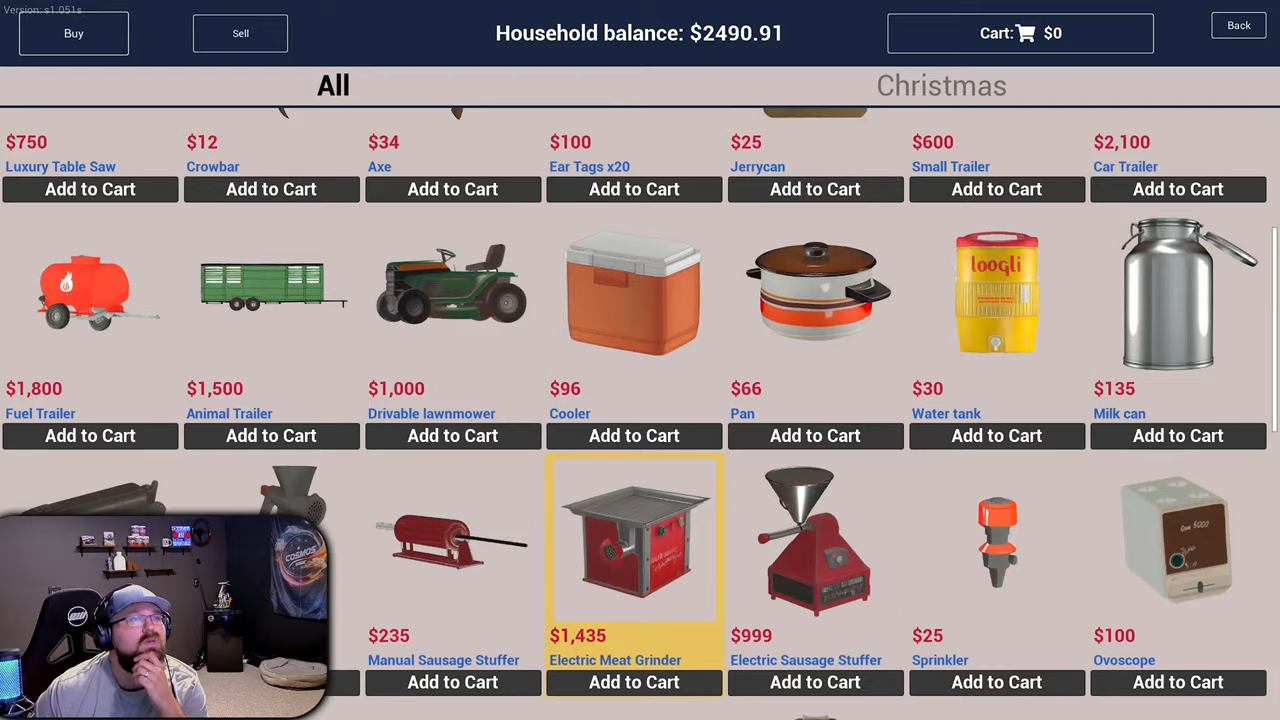 Version: s1.051s
Buy
Sell
Household balance: $2490.91
Cart: $0
Back
All
Christmas
$750
$12
$34
$100
$25
$600
$2,100
Luxury Table Saw
Crowbar
Axe
Ear Tags x20
Jerrycan
Small Trailer
Car Trailer
Add to Cart
Add to Cart
Add to Cart
Add to Cart
Add to Cart
Add to Cart
Add to Cart
loogli
$1,800
$1,500
$1,000
$96
$66
$30
$135
Fuel Trailer
Animal Trailer
Drivable lawnmower
Cooler
Pan
Water tank
Milk can
Add to Cart
Add to Cart
Add to Cart
Add to Cart
Add to Cart
Add to Cart
Add to Cart
COSMOS
$235
$1,435
$999
$25
$100
Manual Sausage Stuffer
Electric Meat Grinder
Electric Sausage Stuffer
Sprinkler
Ovoscope
Add to Cart
Add to Cart
Add to Cart
Add to Cart
Add to Cart